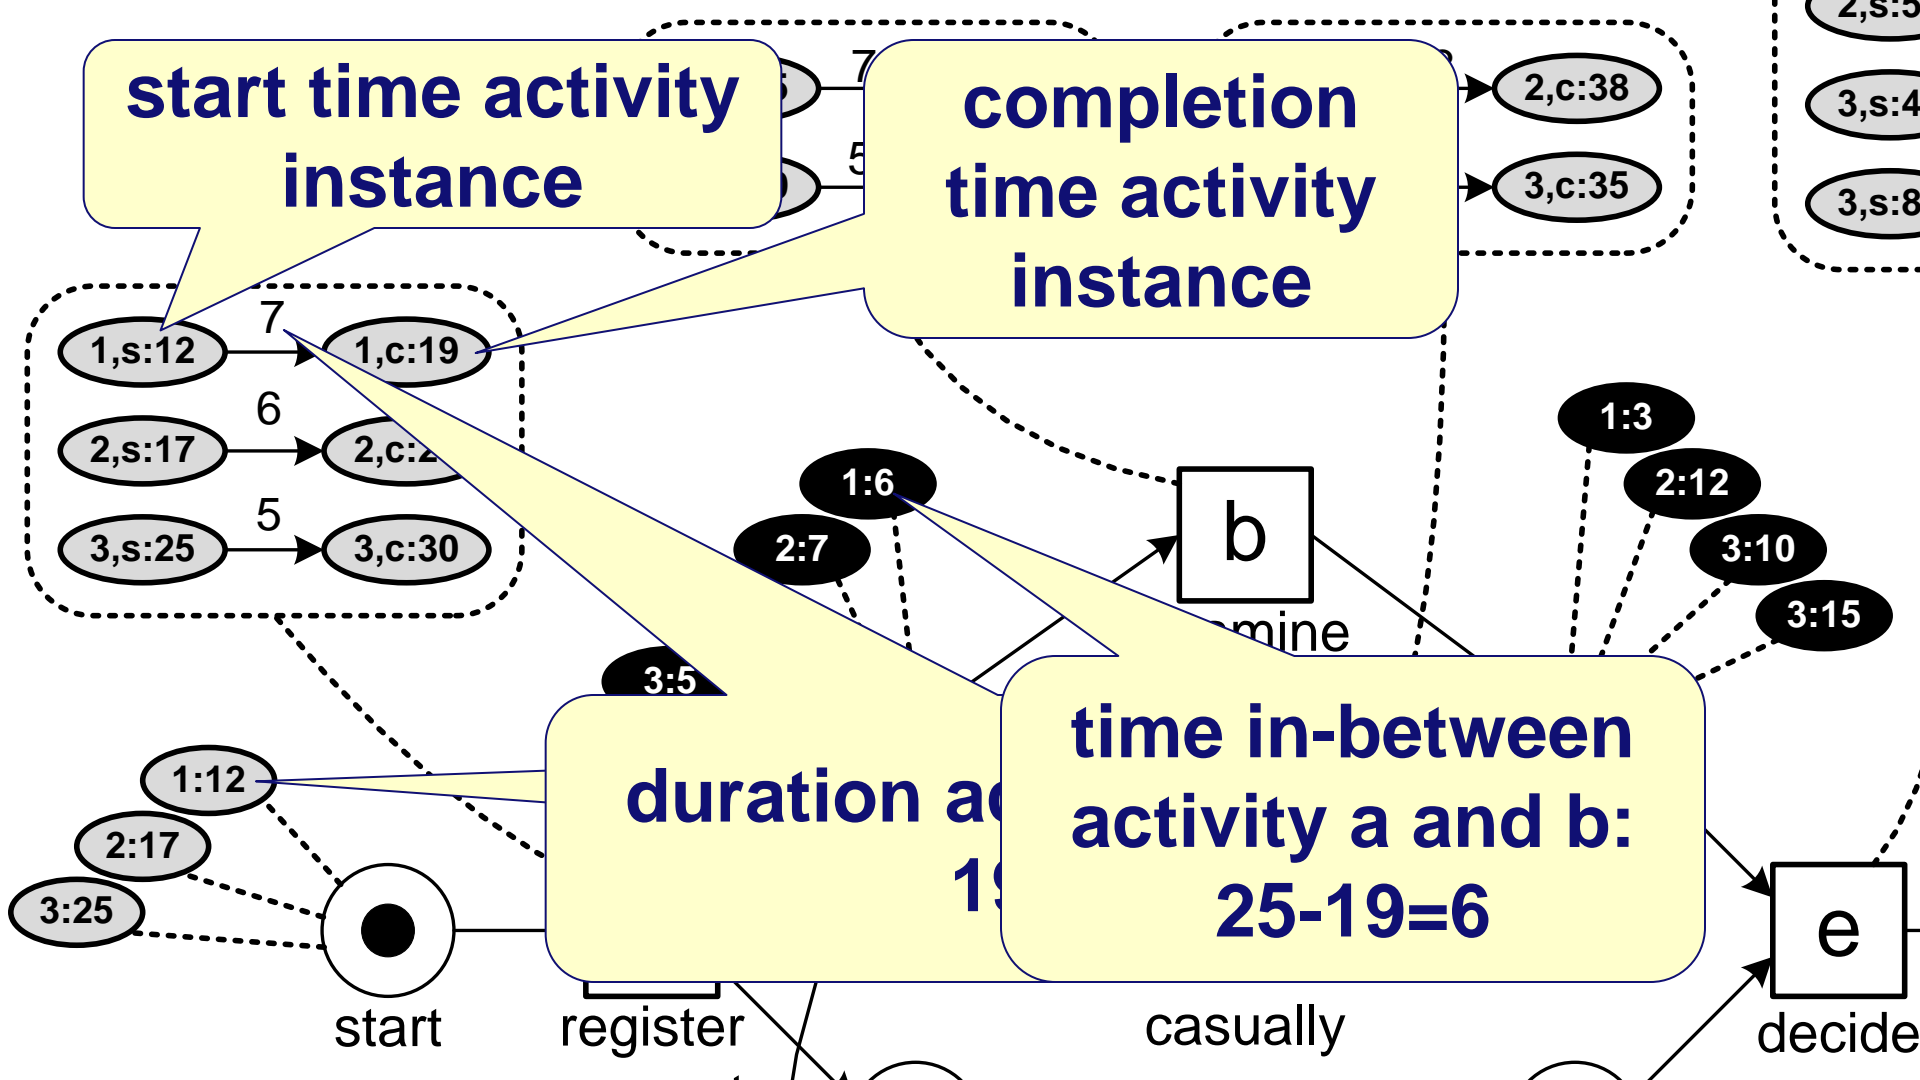 start time activity
instance
completion
time activity
instance
7
5
2,c:38
3,c:35
3,s:4
3,s:8
1,s:12
7
1,c:19
2,s:17
6
3,s:25
5
3,c:30
1:6
2:7
3:5
1:3
2:12
3:10
3:15
b
1:12
2:17
3:25
duration
time in-between
activity a and b:
25-19=6
e
start
register
casually
decide